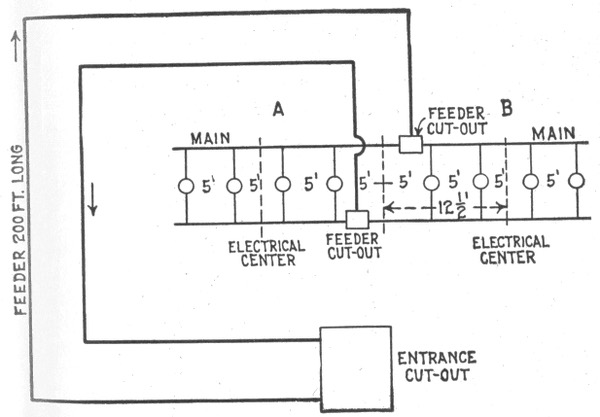 A
B
FEEDER
CUT-OUT
MAIN
MAIN
5' 5' 5' 5' 5' 5' 5' 5'
12 1/2'
ELECTRICAL
CENTER
FEEDER
CUT-OUT
ELECTRICAL
CENTER
FEEDER 200 FT. LONG
ENTRANCE
CUT-OUT